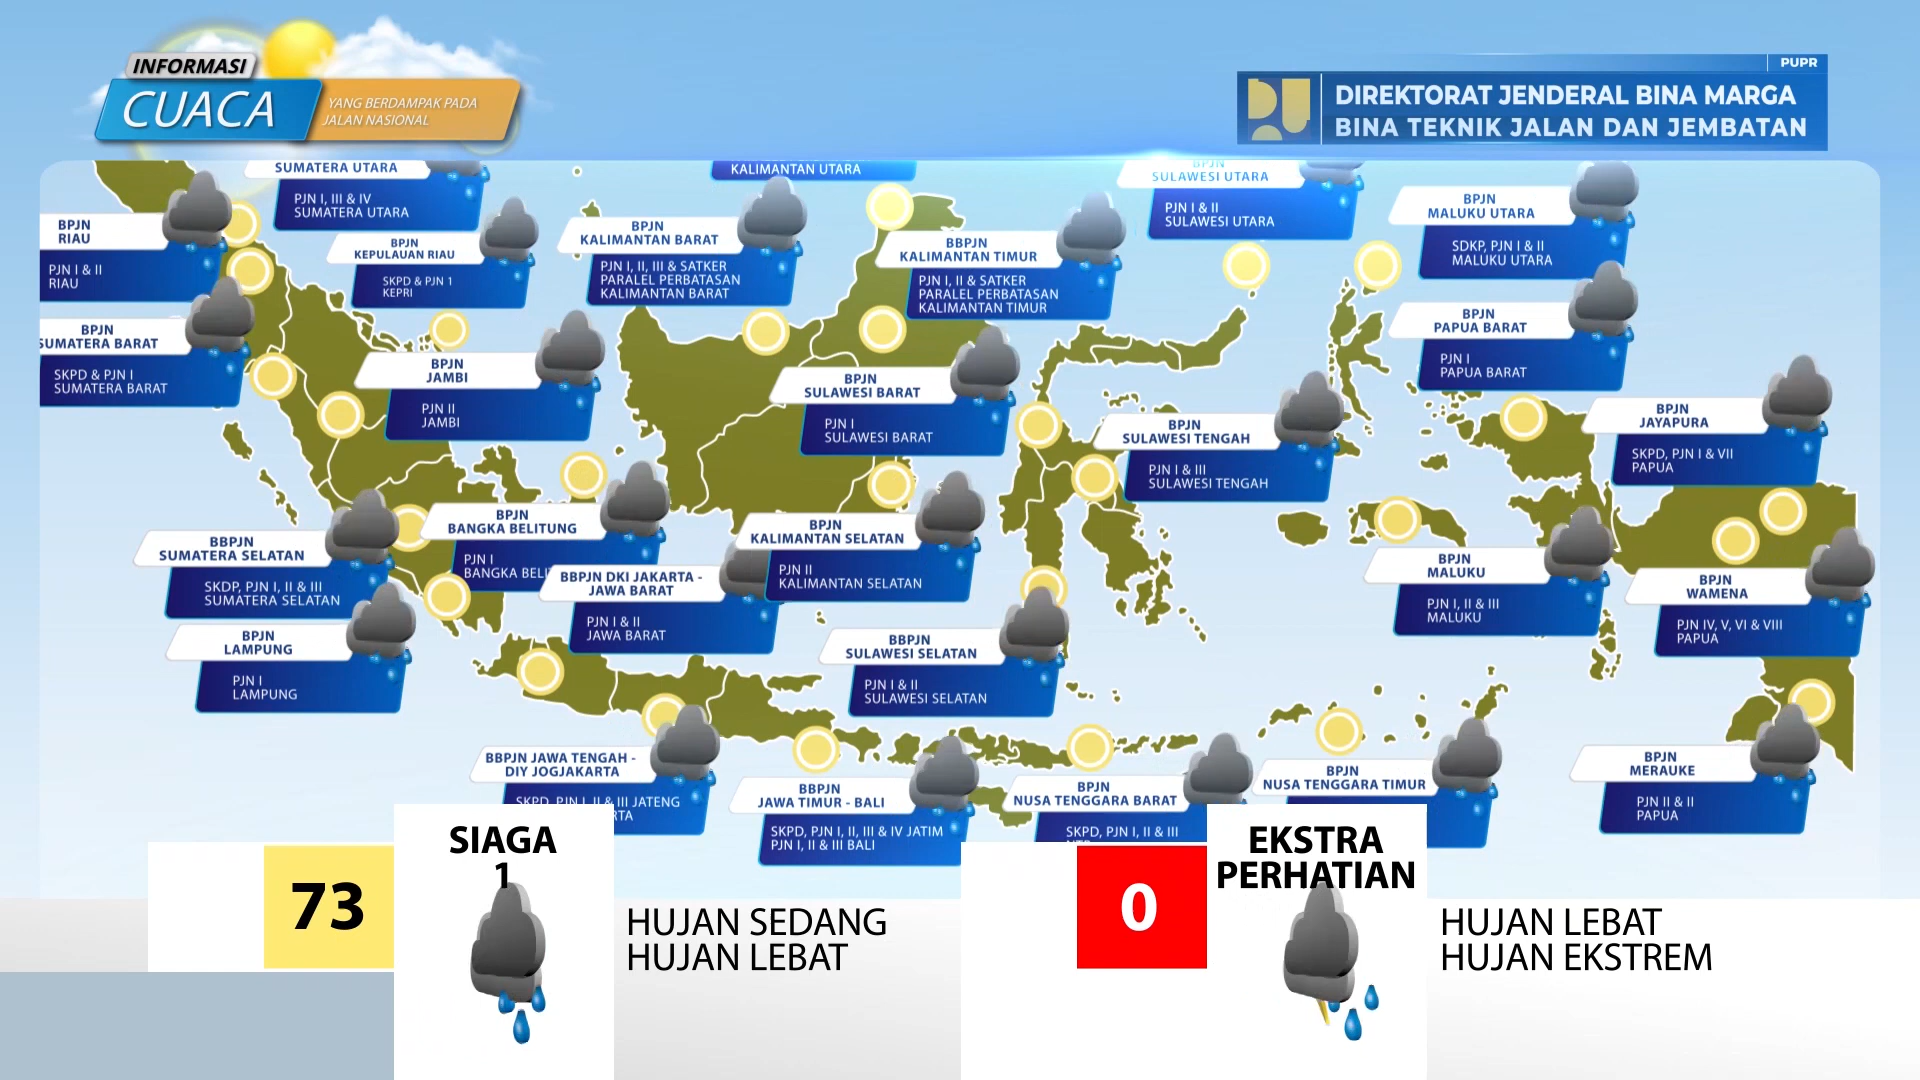 INFORMASI
CUACA
YANG BERDAMPAK PADA
JALAN NASIONAL
PUPR
DIREKTORAT JENDERAL BINA MARGA
BINA TEKNIK JALAN DAN JEMBATAN
SUMATERA UTARA
PJN I, III & IV
SUMATERA UTARA
KALIMANTAN UTARA
BPJN
SULAWESI UTARA
PJN I & II
SULAWESI UTARA
BPJN
MALUKU UTARA
SDKP, PJN I & II
MALUKU UTARA
BPJN
RIAU
PJN I & II
RIAU
BPJN
KEPULAUAN RIAU
SKPD & PJN 1
KEPRI
BPJN
KALIMANTAN BARAT
PJN I, II, III & SATKER
PARALEL PERBATASAN
KALIMANTAN BARAT
BBPJN
KALIMANTAN TIMUR
PJN I, II & SATKER
PARALEL PERBATASAN
KALIMANTAN TIMUR
BPJN
PAPUA BARAT
PJN I
PAPUA BARAT
BPJN
SUMATERA BARAT
SKPD & PJN I
SUMATERA BARAT
BPJN
JAMBI
PJN II
JAMBI
BPJN
SULAWESI BARAT
PJN I
SULAWESI BARAT
BPJN
SULAWESI TENGAH
PJN I & III
SULAWESI TENGAH
BPJN
JAYAPURA
SKPD, PJN I & VII
PAPUA
BBPJN
SUMATERA SELATAN
SKDP, PJN I, II & III
SUMATERA SELATAN
BPJN
BANGKA BELITUNG
PJN I
BANGKA BELI
BBPJN DKI JAKARTA -
JAWA BARAT
PJN I & II
JAWA BARAT
BPJN
KALIMANTAN SELATAN
PJN II
KALIMANTAN SELATAN
BPJN
MALUKU
PJN I, II & III
MALUKU
BPJN
WAMENA
PJN IV, V, VI & VIII
PAPUA
BPJN
LAMPUNG
PJN I
LAMPUNG
BBPJN
SULAWESI SELATAN
PJN I & II
SULAWESI SELATAN
BBPJN JAWA TENGAH -
DIY JOGJAKARTA
SKPD, PJN I, II & III JATENG
RTA
BBPJN
JAWA TIMUR - BALI
SKPD, PJN I, II, III & IV JATIM
PJN I, II & III BALI
BPJN
NUSA TENGGARA BARAT
SKPD, PJN I, II & III
BPJN
NUSA TENGGARA TIMUR
BPJN
MERAUKE
PJN II & II
PAPUA
73
SIAGA
1
HUJAN SEDANG
HUJAN LEBAT
0
EKSTRA
PERHATIAN
HUJAN LEBAT
HUJAN EKSTREM